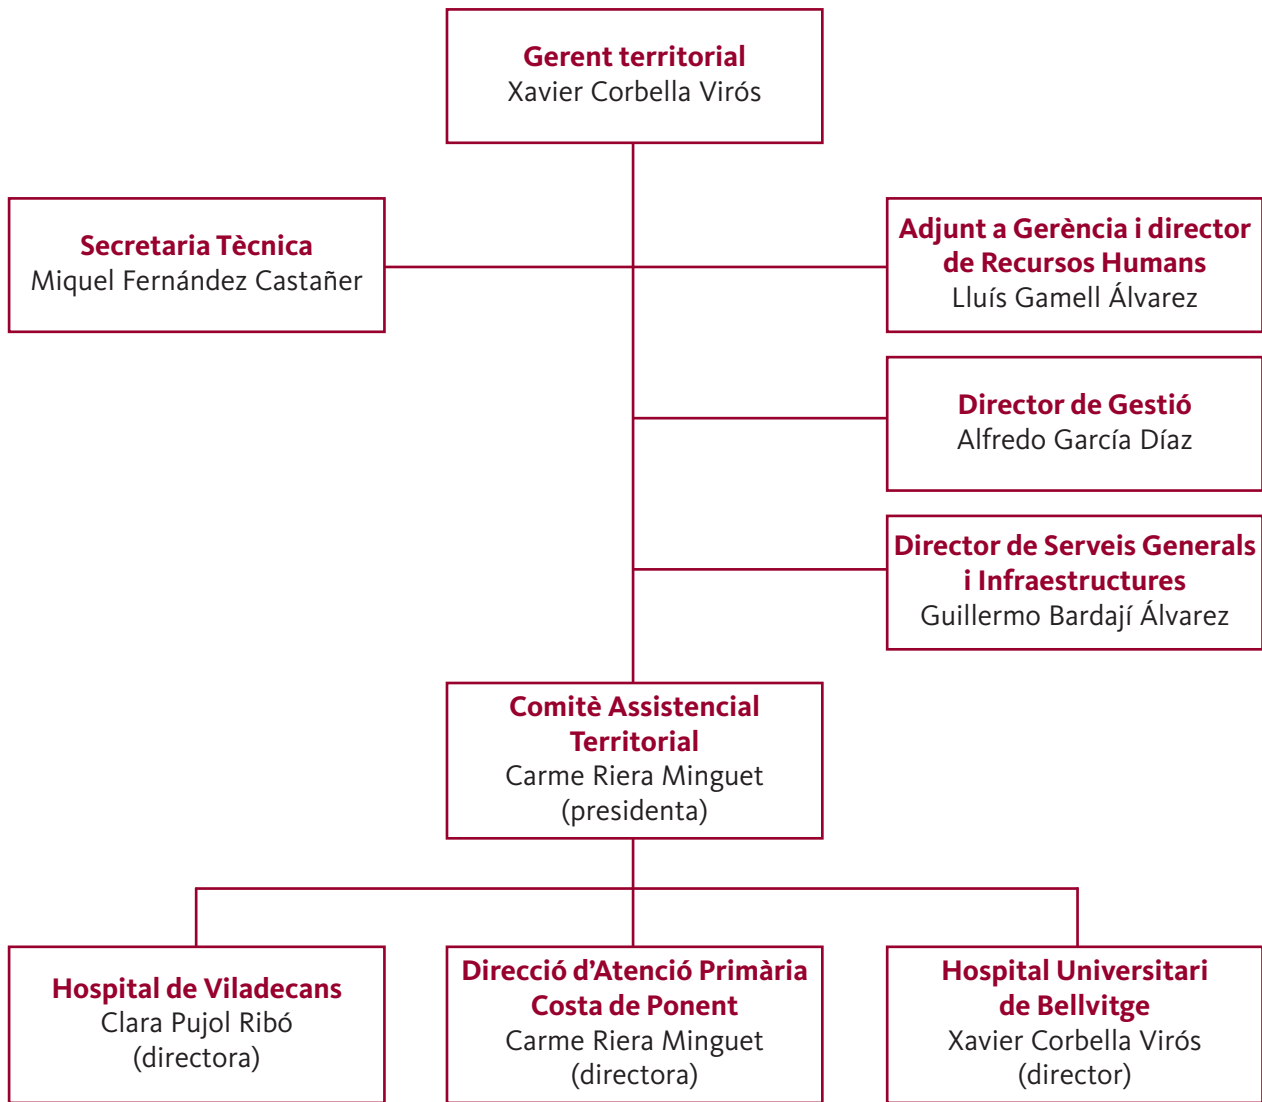 Gerent territorial
Xavier Corbella Virós
Secretaria Tècnica
Miquel Fernández Castañer
Adjunt a Gerència i director
de Recursos Humans
Lluís Gamell Álvarez
Director de Gestió
Alfredo García Díaz
Director de Serveis Generals
i Infraestructures
Guillermo Bardají Álvarez
Comitè Assistencial
Territorial
Carme Riera Minguet
(presidenta)
Hospital de Viladecans
Clara Pujol Ribó
(directora)
Direcció d’Atenció Primària
Costa de Ponent
Carme Riera Minguet
(directora)
Hospital Universitari
de Bellvitge
Xavier Corbella Virós
(director)